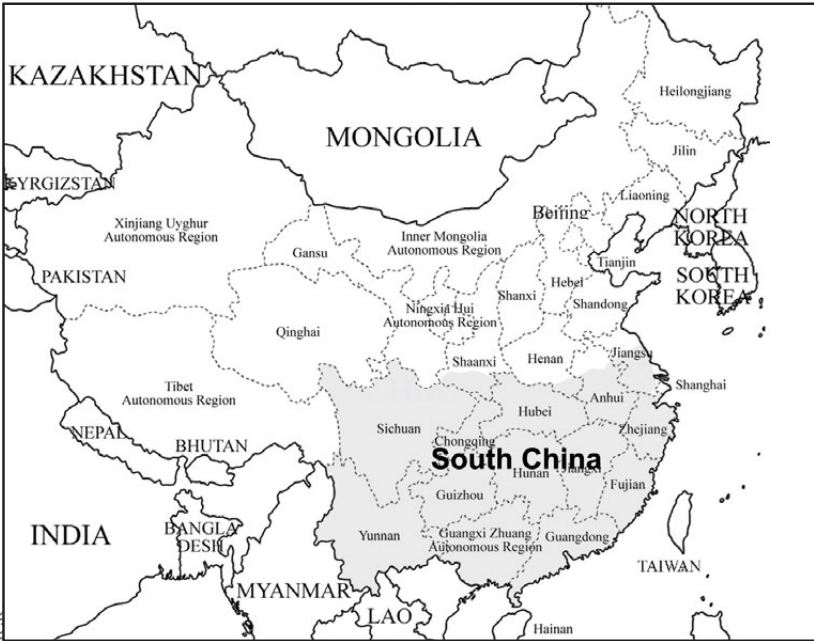 KAZAKHSTAN
Heilongjiang
MONGOLIA
Jilin
KYRGIZSTAN
Liaoning
Xinjiang Uyghur
Autonomous Region
Beijing
NORTH
KOREA
Inner Mongolia
Autonomous Region
Gansu
Tianjin
PAKISTAN
SOUTH
KOREA
Hebei
Shanxi
Shandong
Ningxia Hui
Autonomous Region
Qinghai
Shaanxi
Henan
Jiangsu
Tibet
Autonomous Region
Shanghai
Anhui
Hubei
Sichuan
NEPAL
Zhejiang
BHUTAN
Chongqing
South China
Jiangxi
Hunan
Fujian
Guizhou
INDIA
BANGLA
DESH
Yunnan
Guangxi Zhuang
Autonomous Region
Guangdong
TAIWAN
MYANMAR
LAO
Hainan